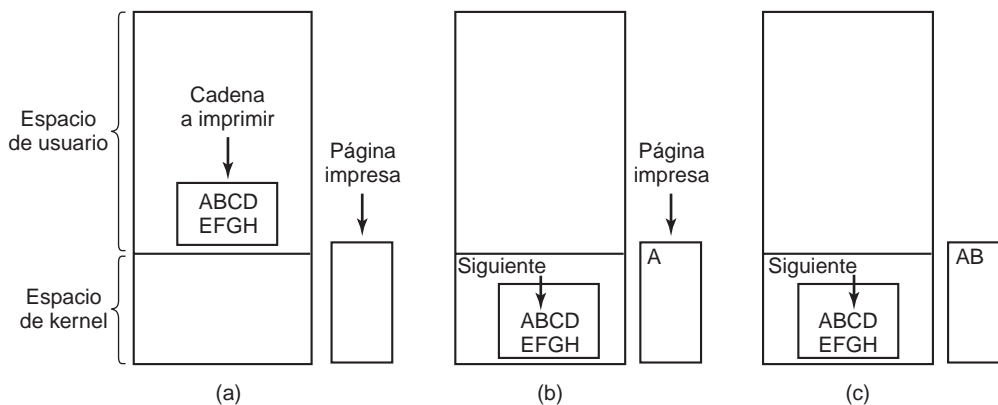 Espacio
de usuario
Cadena
a imprimir
ABCD
EFGH
Página
impresa
Espacio
de kernel
(a)
Página
impresa
A
Siguiente
ABCD
EFGH
(b)
AB
Siguiente
ABCD
EFGH
(c)